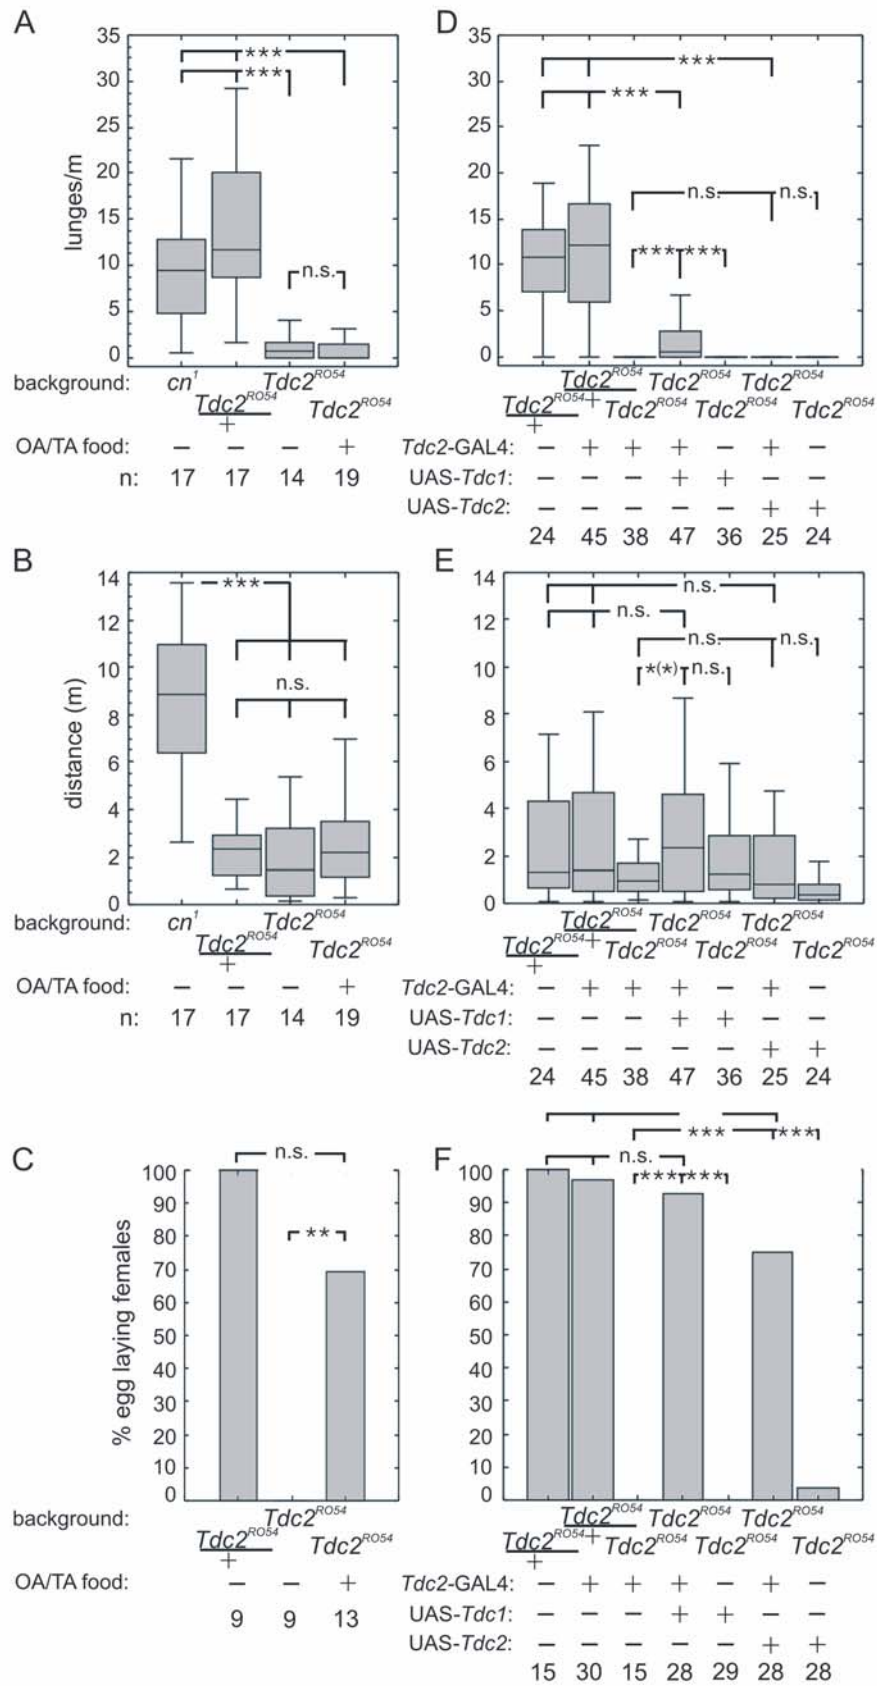 A
35
30
25
20
15
10
5
0
lunges/m
***
***
n.s.
background: cn¹ Tdc2ᴿᴼ⁵⁴
Tdc2ᴿᴼ⁵⁴ Tdc2ᴿᴼ⁵⁴
+
OA/TA food: – – – +
n: 17 17 14 19
D
35
30
25
20
15
10
5
0
***
***
n.s. n.s.
*** ***
Tdc2ᴿᴼ⁵⁴ Tdc2ᴿᴼ⁵⁴ Tdc2ᴿᴼ⁵⁴
Tdc2ᴿᴼ⁵⁴ + Tdc2ᴿᴼ⁵⁴ Tdc2ᴿᴼ⁵⁴ Tdc2ᴿᴼ⁵⁴
+
Tdc2-GAL4: – + + + – + –
UAS-Tdc1: – – – + + – –
UAS-Tdc2: – – – – – + +
24 45 38 47 36 25 24
B
14
12
10
8
6
4
2
0
distance (m)
***
n.s.
background: cn¹ Tdc2ᴿᴼ⁵⁴
Tdc2ᴿᴼ⁵⁴ Tdc2ᴿᴼ⁵⁴
+
OA/TA food: – – – +
n: 17 17 14 19
E
14
12
10
8
6
4
2
0
n.s.
n.s.
n.s. n.s.
*(*) n.s.
Tdc2ᴿᴼ⁵⁴ Tdc2ᴿᴼ⁵⁴ Tdc2ᴿᴼ⁵⁴
Tdc2ᴿᴼ⁵⁴ + Tdc2ᴿᴼ⁵⁴ Tdc2ᴿᴼ⁵⁴ Tdc2ᴿᴼ⁵⁴
+
Tdc2-GAL4: – + + + – + –
UAS-Tdc1: – – – + + – –
UAS-Tdc2: – – – – – + +
24 45 38 47 36 25 24
C
100
90
80
70
60
50
40
30
20
10
0
% egg laying females
n.s.
**
background: Tdc2ᴿᴼ⁵⁴
Tdc2ᴿᴼ⁵⁴ Tdc2ᴿᴼ⁵⁴
+
OA/TA food: – – +
9 9 13
F
*** ***
n.s.
*** ***
100
90
80
70
60
50
40
30
20
10
0
Tdc2ᴿᴼ⁵⁴ Tdc2ᴿᴼ⁵⁴ Tdc2ᴿᴼ⁵⁴
Tdc2ᴿᴼ⁵⁴ + Tdc2ᴿᴼ⁵⁴ Tdc2ᴿᴼ⁵⁴ Tdc2ᴿᴼ⁵⁴
+
Tdc2-GAL4: – + + + – + –
UAS-Tdc1: – – – + + – –
UAS-Tdc2: – – – – – + +
15 30 15 28 29 28 28